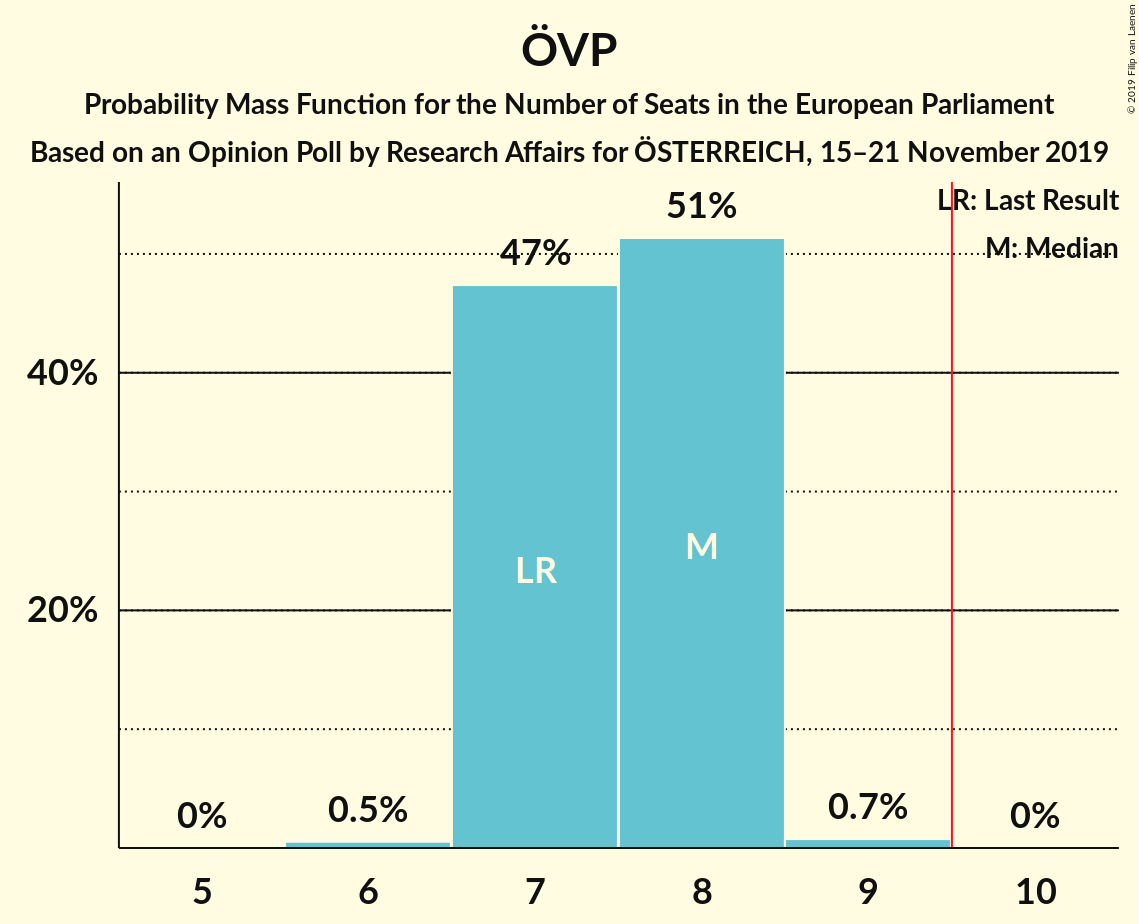 ÖVP
Probability Mass Function for the Number of Seats in the European Parliament
Based on an Opinion Poll by Research Affairs for ÖSTERREICH, 15–21 November 2019
© 2019 Filip van Laenen
LR: Last Result
M: Median
51%
47%
40%
20%
LR
M
0%
0.5%
0.7%
0%
5 6 7 8 9 10